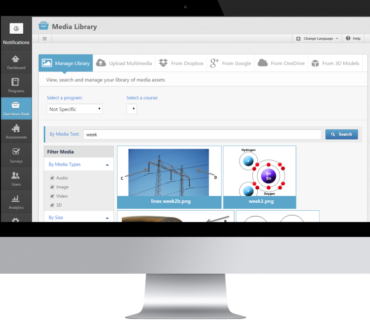 Media Library
Notifications
Change Language
Help
Manage Library
Upload Multimedia
From Dropbox
From Google
From OneDrive
From 3D Models
View, search and manage your library of media assets
Dashboard
Programs
Select a program
Select a course
Not Specific
By Media Text:
week
Search
Assessments
Filter Media
By Media Types
Surveys
Audio
Image
Video
3D
Hydrogen
Oxygen
C
D
lines week2b.png
week3.png
Users
Analytics
By Size